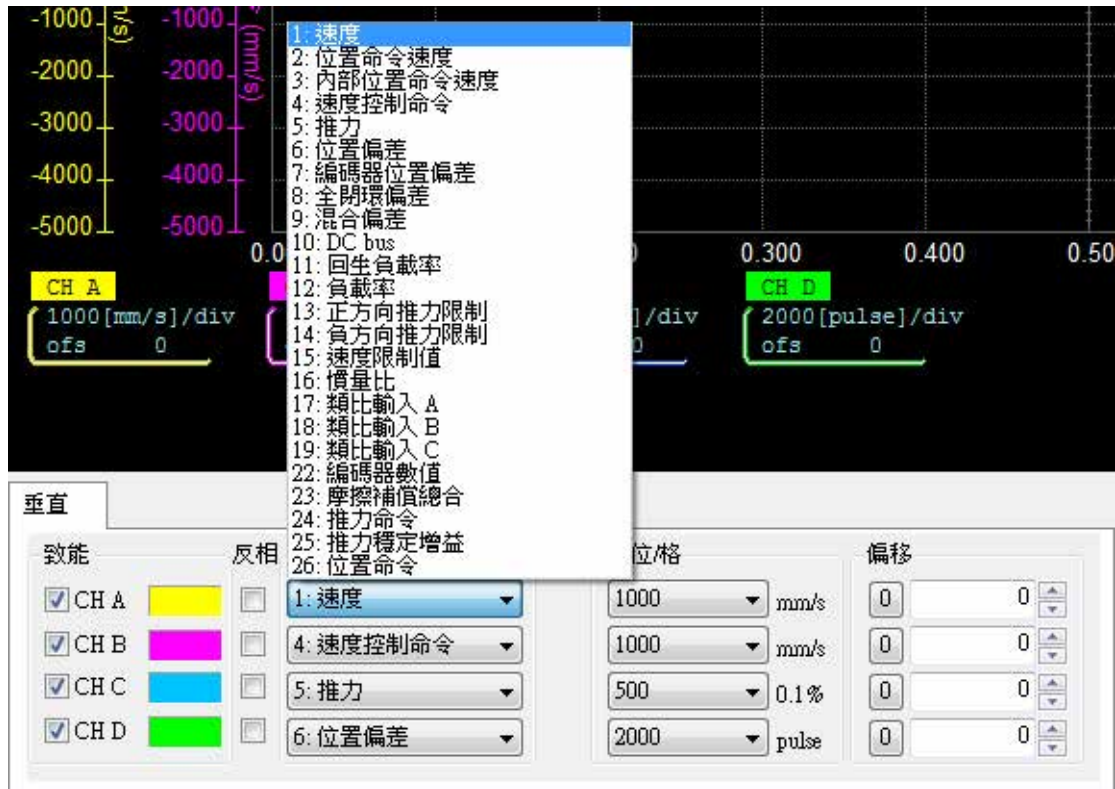 -1000
-1000
-2000
-2000
(mm/s)
-3000
-3000
-4000
-4000
-5000
-5000
1: 速度
2: 位置命令速度
3: 內部位置命令速度
4: 速度控制命令
5: 推力
6: 位置偏差
7: 編碼器位置偏差
8: 全閉環偏差
9: 混合偏差
10: DC bus
11: 回生負載率
12: 負載率
13: 正方向推力限制
14: 負方向推力限制
15: 速度限制值
16: 慣量比
17: 類比輸入 A
18: 類比輸入 B
19: 類比輸入 C
22: 編碼器數值
23: 摩擦補償總合
24: 推力命令
25: 推力穩定增益
26: 位置命令
0.300 0.400
CH A
CH D
1000[mm/s]/div ]/div 2000[pulse]/div
ofs 0 0 ofs 0
垂直
致能 反相 位/格 偏移
CH A 1: 速度 1000 mm/s 0 0
CH B 4: 速度控制命令 1000 mm/s 0 0
CH C 5: 推力 500 0.1% 0 0
CH D 6: 位置偏差 2000 pulse 0 0